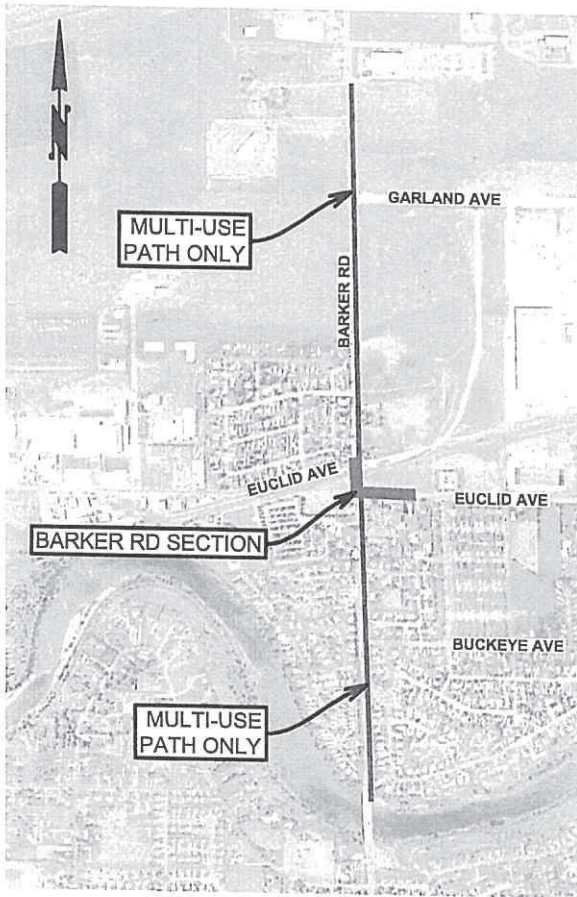 N
GARLAND AVE
MULTI-USE
PATH ONLY
BARKER RD
EUCLID AVE
EUCLID AVE
BARKER RD SECTION
BUCKEYE AVE
MULTI-USE
PATH ONLY